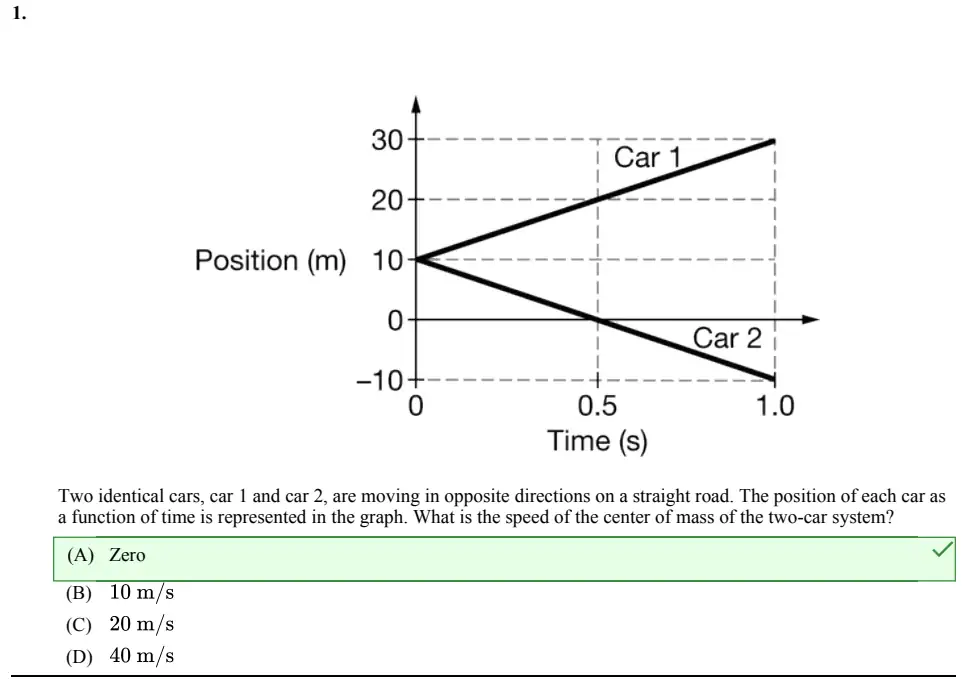 1.
30
Car 1
20
Position (m) 10
0
Car 2
−10
0 0.5 1.0
Time (s)
Two identical cars, car 1 and car 2, are moving in opposite directions on a straight road. The position of each car as
a function of time is represented in the graph. What is the speed of the center of mass of the two-car system?
(A) Zero
(B) 10 m/s
(C) 20 m/s
(D) 40 m/s